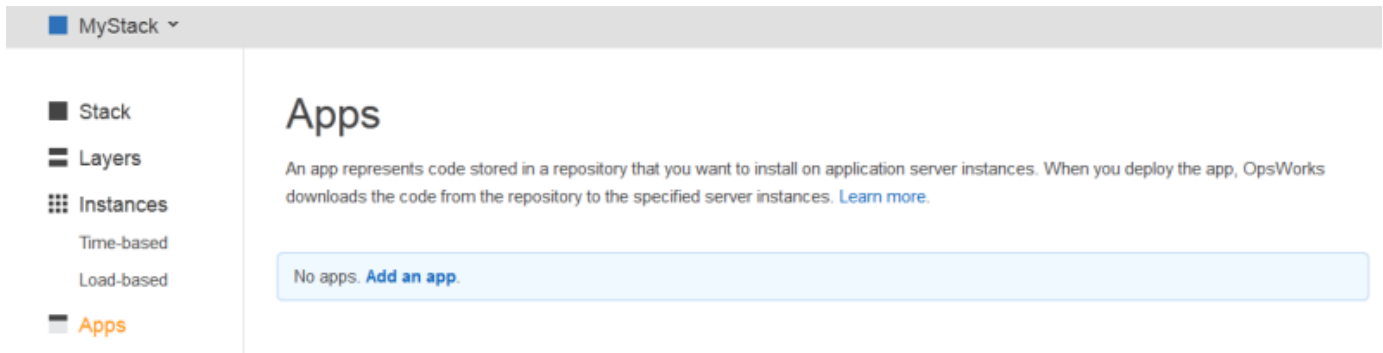 MyStack
Stack
Layers
Instances
Time-based
Load-based
Apps
Apps
An app represents code stored in a repository that you want to install on application server instances. When you deploy the app, OpsWorks
downloads the code from the repository to the specified server instances. Learn more.
No apps. Add an app.